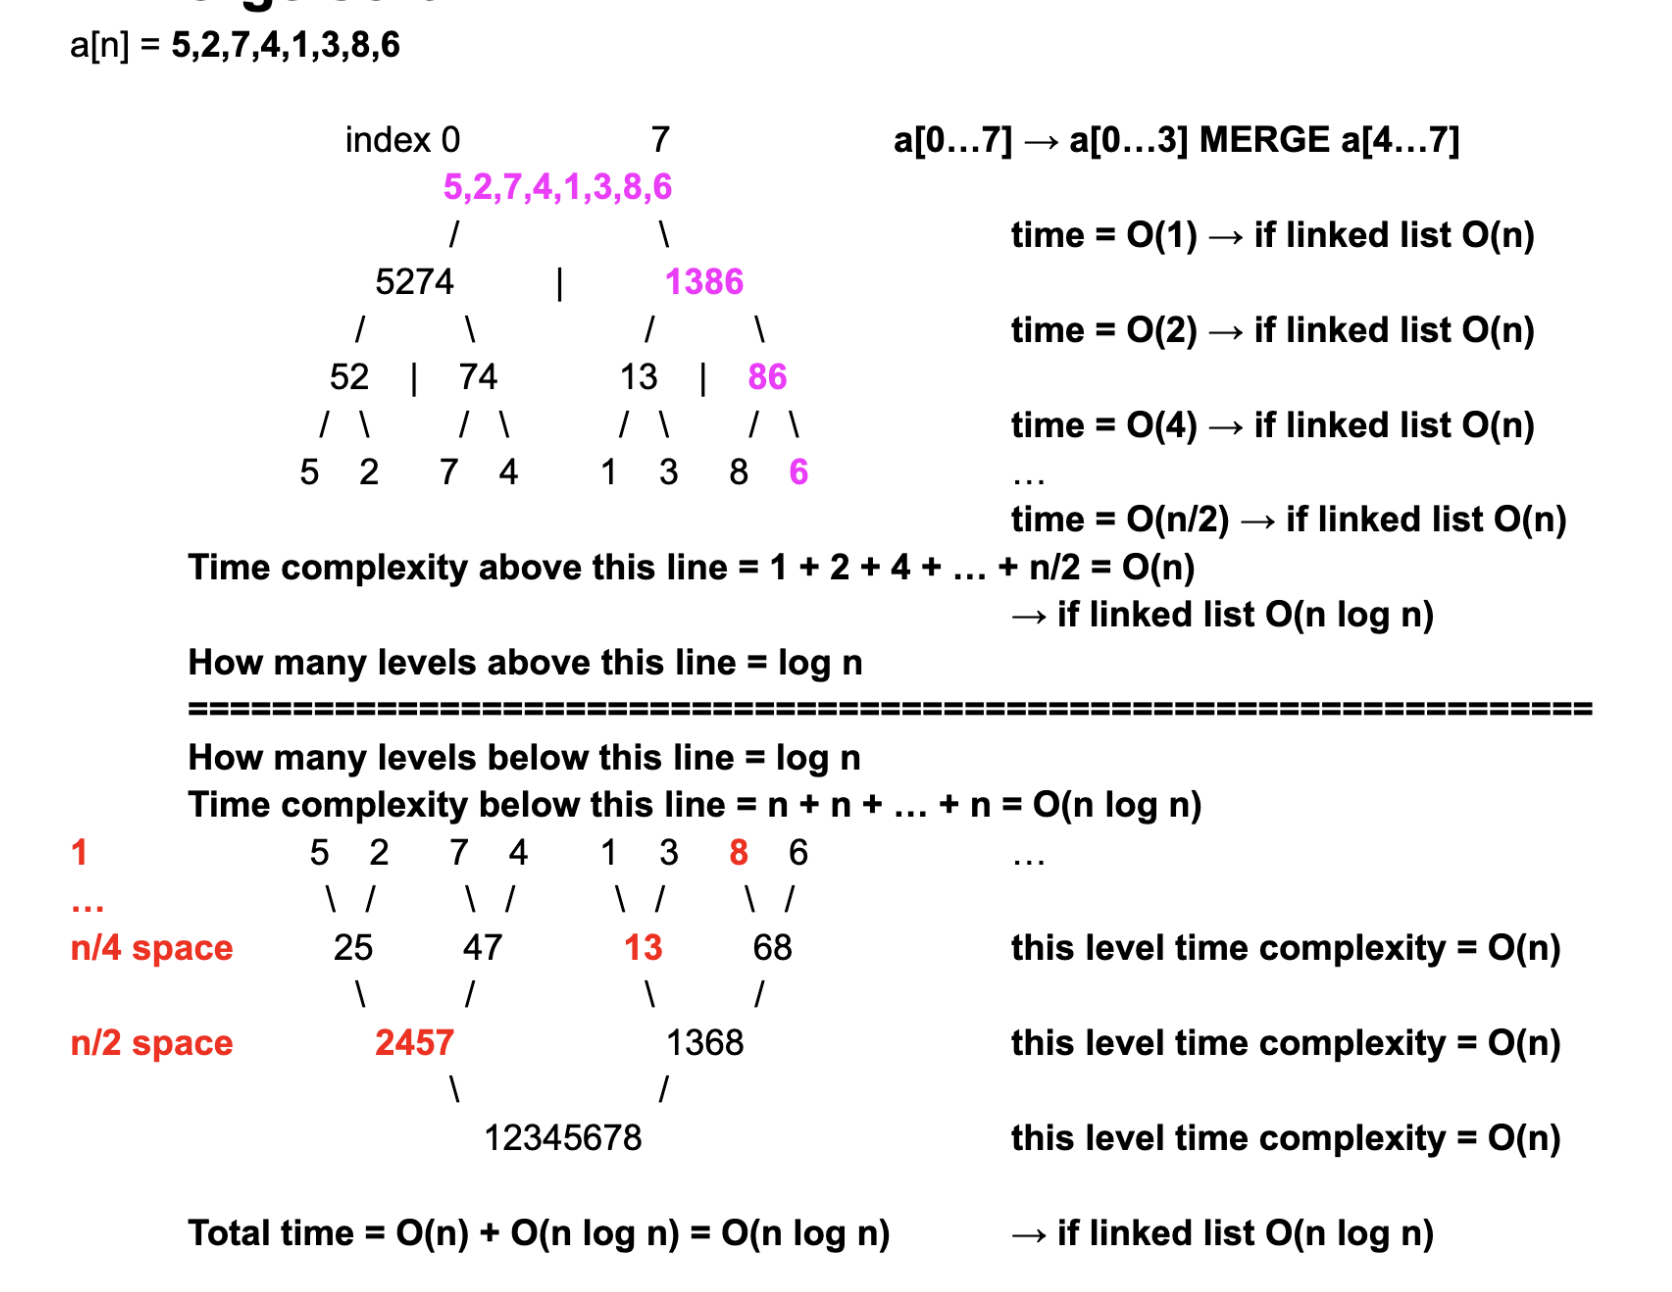 a[n] = 5,2,7,4,1,3,8,6
index 0 7 a[0…7] → a[0…3] MERGE a[4…7]
5,2,7,4,1,3,8,6
/ \ time = O(1) → if linked list O(n)
5274 | 1386
/ \ / \ time = O(2) → if linked list O(n)
52 | 74 13 | 86
/ \ / \ / \ / \ time = O(4) → if linked list O(n)
5 2 7 4 1 3 8 6 …
time = O(n/2) → if linked list O(n)
Time complexity above this line = 1 + 2 + 4 + … + n/2 = O(n)
→ if linked list O(n log n)
How many levels above this line = log n
===================================================================
How many levels below this line = log n
Time complexity below this line = n + n + … + n = O(n log n)
1 5 2 7 4 1 3 8 6 …
… \ / \ / \ / \ /
n/4 space 25 47 13 68 this level time complexity = O(n)
\ / \ /
n/2 space 2457 1368 this level time complexity = O(n)
\ /
12345678 this level time complexity = O(n)
Total time = O(n) + O(n log n) = O(n log n) → if linked list O(n log n)